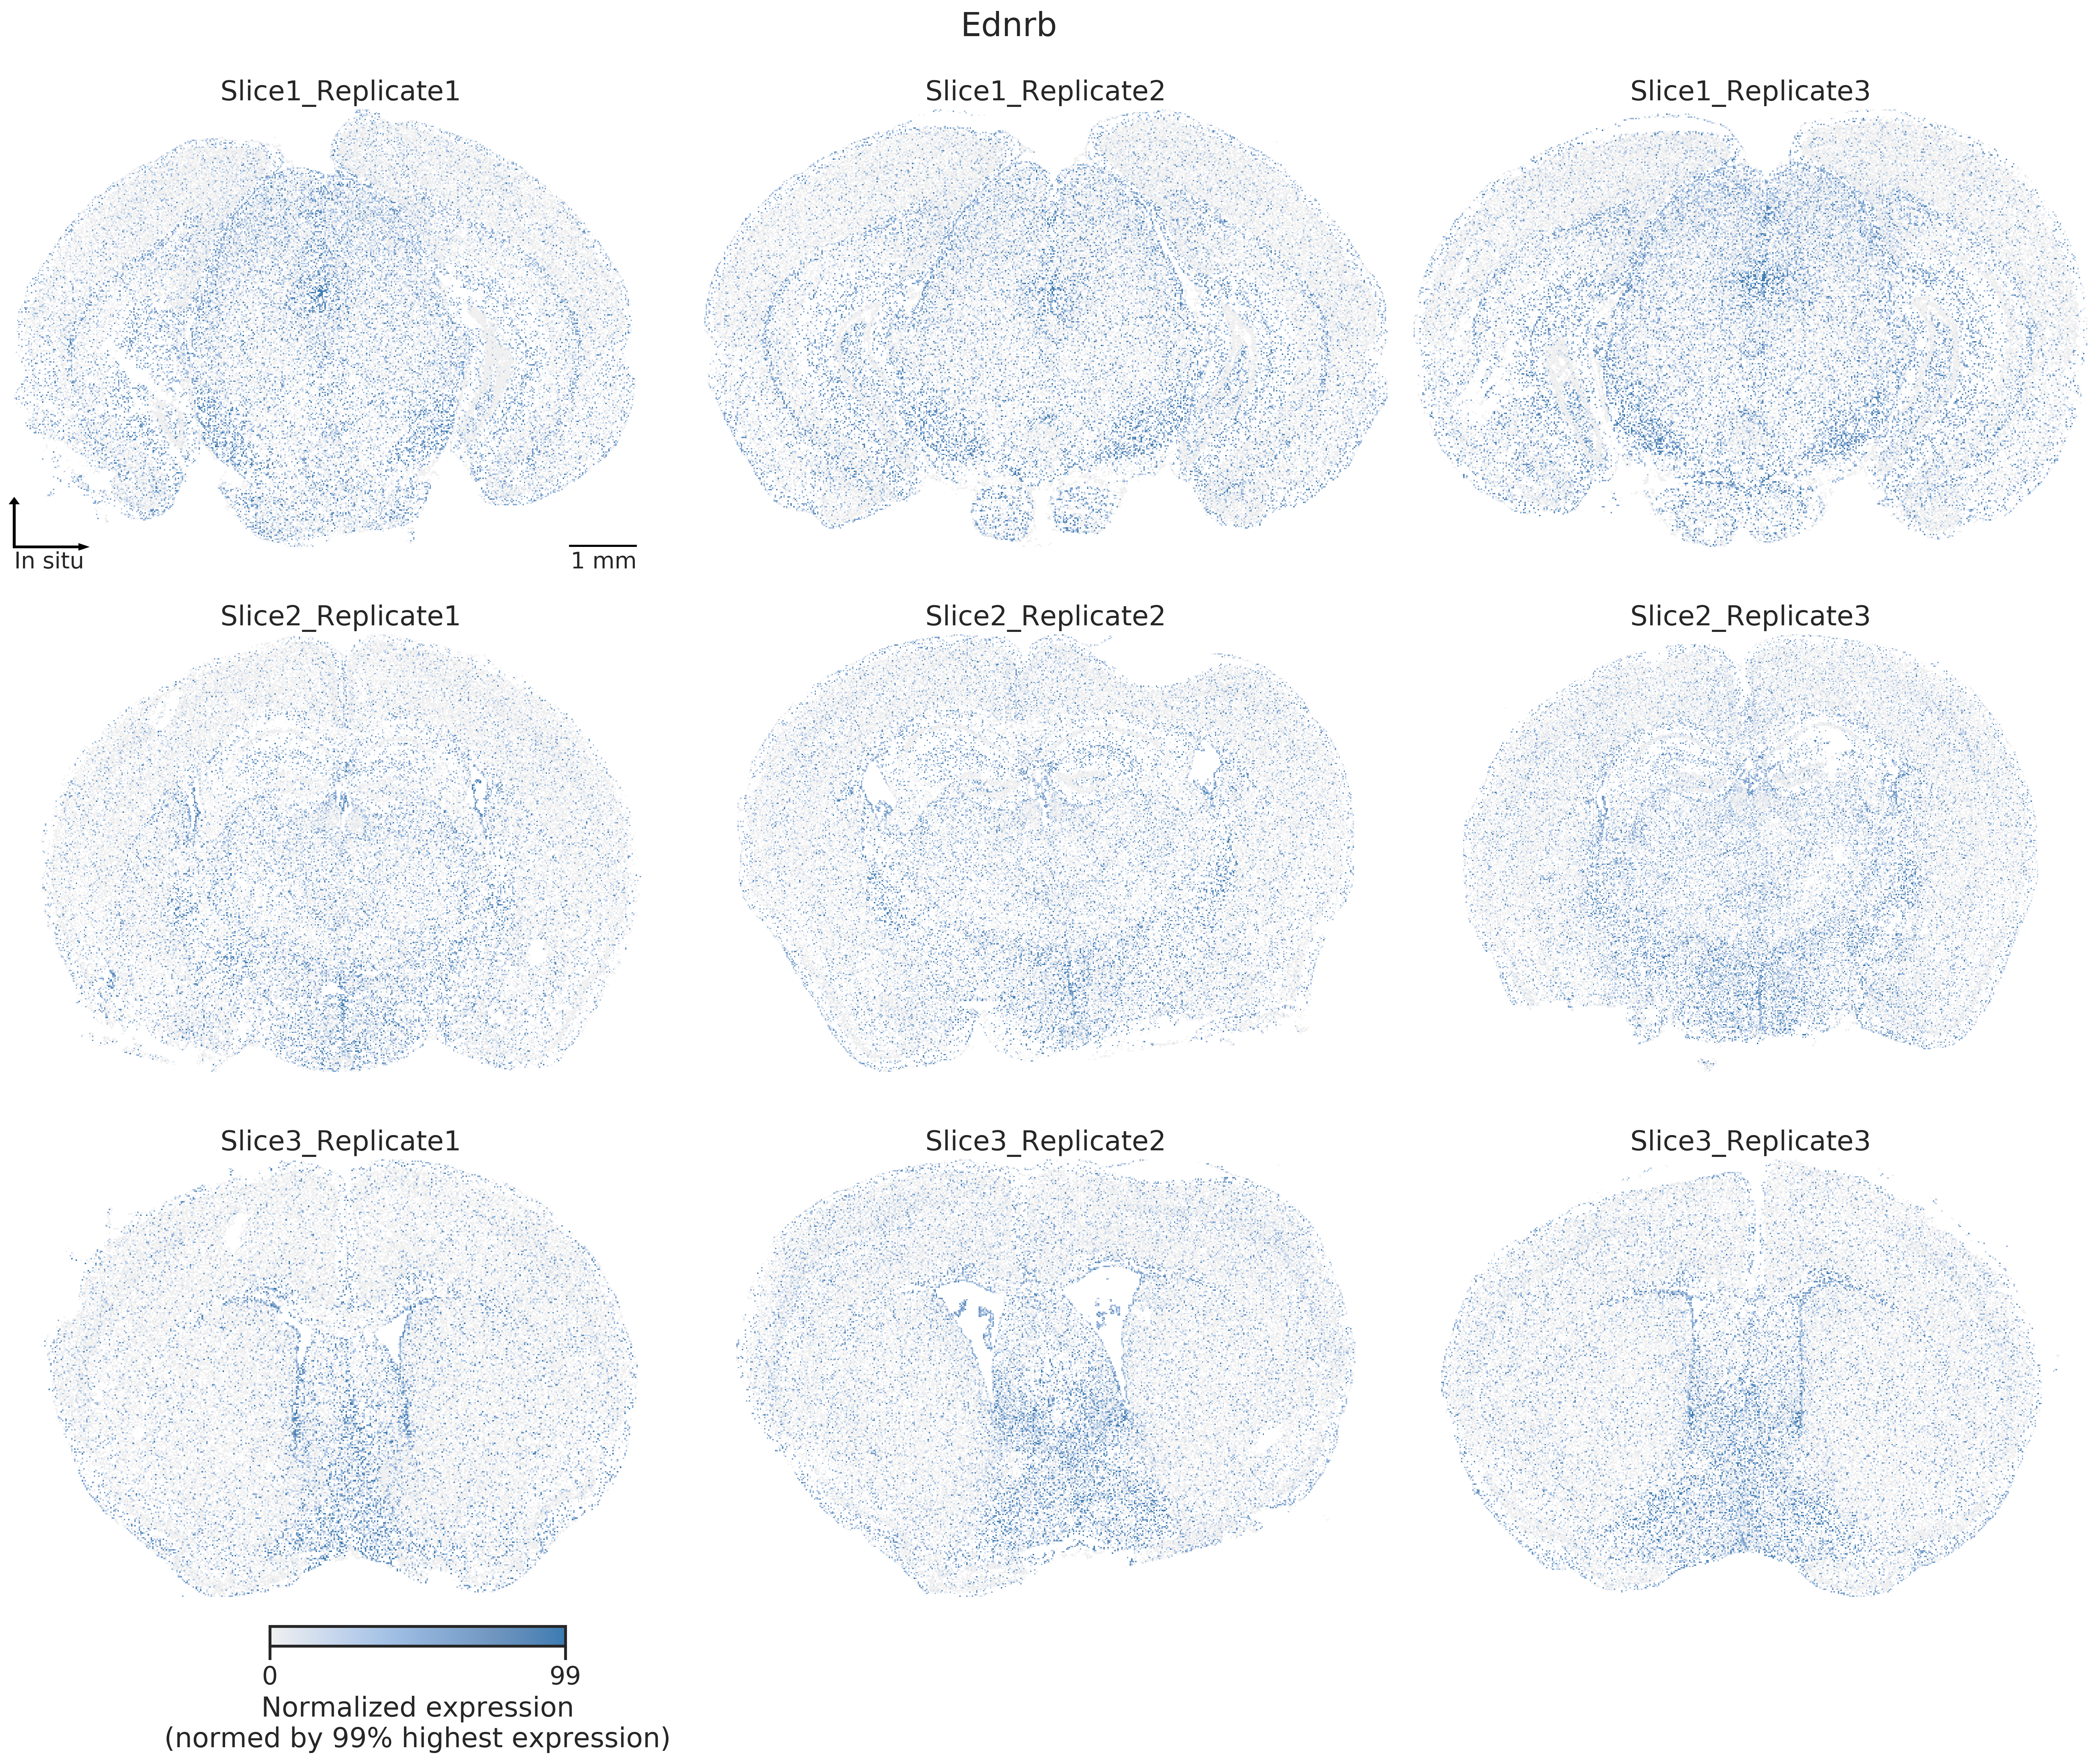 Ednrb
Slice1_Replicate1
Slice1_Replicate2
Slice1_Replicate3
In situ
1 mm
Slice2_Replicate1
Slice2_Replicate2
Slice2_Replicate3
Slice3_Replicate1
Slice3_Replicate2
Slice3_Replicate3
0
99
Normalized expression
(normed by 99% highest expression)